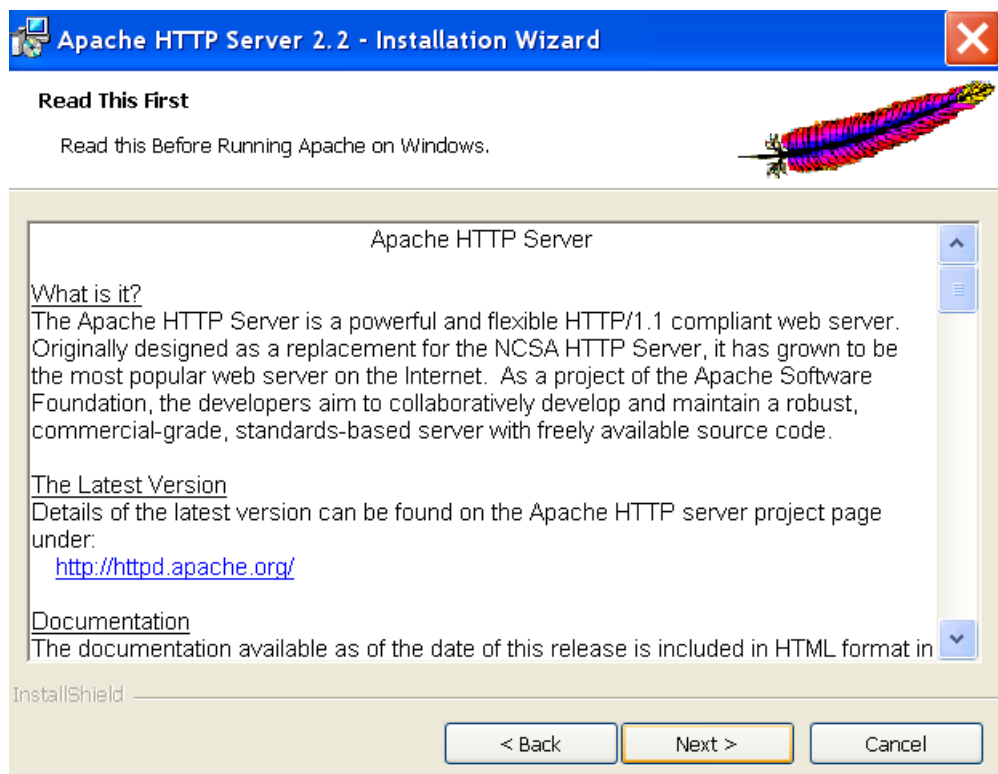 Apache HTTP Server 2.2 - Installation Wizard
Read This First
Read this Before Running Apache on Windows.
Apache HTTP Server
What is it?
The Apache HTTP Server is a powerful and flexible HTTP/1.1 compliant web server.
Originally designed as a replacement for the NCSA HTTP Server, it has grown to be
the most popular web server on the Internet.  As a project of the Apache Software
Foundation, the developers aim to collaboratively develop and maintain a robust,
commercial-grade, standards-based server with freely available source code.
The Latest Version
Details of the latest version can be found on the Apache HTTP server project page
under:
http://httpd.apache.org/
Documentation
The documentation available as of the date of this release is included in HTML format in
InstallShield
< Back Next > Cancel